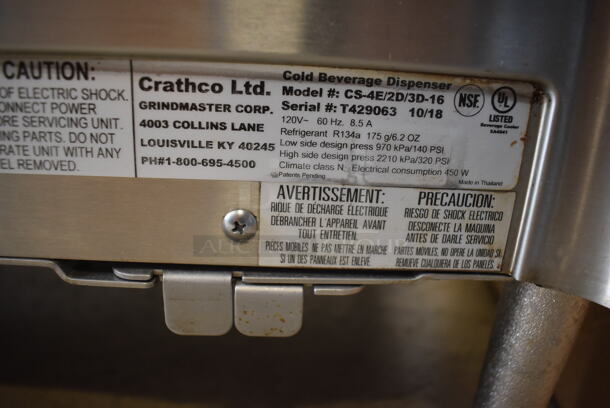 CAUTION:
OF ELECTRIC SHOCK.
CONNECT POWER
BEFORE SERVICING UNIT.
PARTS. DO NOT
OPERATE UNIT WITH ANY
REMOVED.
Crathco Ltd.
GRINDMASTER CORP.
4003 COLLINS LANE
LOUISVILLE KY 40245
PH#1-800-695-4500
Cold Beverage Dispenser
Model #: CS-4E/2D/3D-16
Serial #: T429063 10/18
120V~ 60 Hz. 8.5 A
Refrigerant R134a 175 g/6.2 OZ
Low side design press 970 kPa/140 PSI
High side design press 2210 kPa/320 PSI
Climate class N Electrical consumption 450 W
Patents Pending
Made in Thailand
NSF
UL
LISTED
Beverage Cooler
AVERTISSEMENT:
RIQUE DE DÉCHARGE ÉLECTRIQUE
DÉBRANCHER L'APPAREIL AVANT
TOUT ENTRETIEN.
PIECES MOBILES NE PAS METTRE EN MARCHE
SI UN DES PANNEAUX EST ENLEVE.
PRECAUCION:
RIESGO DE SHOCK ELECTRICO
DESCONECTE LA MAQUINA
ANTES DE DARLE SERVICIO
PARTES MOVILES, NO OPERE LA UNIDAD SI
REMUEVE CUALQUIERA DE LOS PANELES.